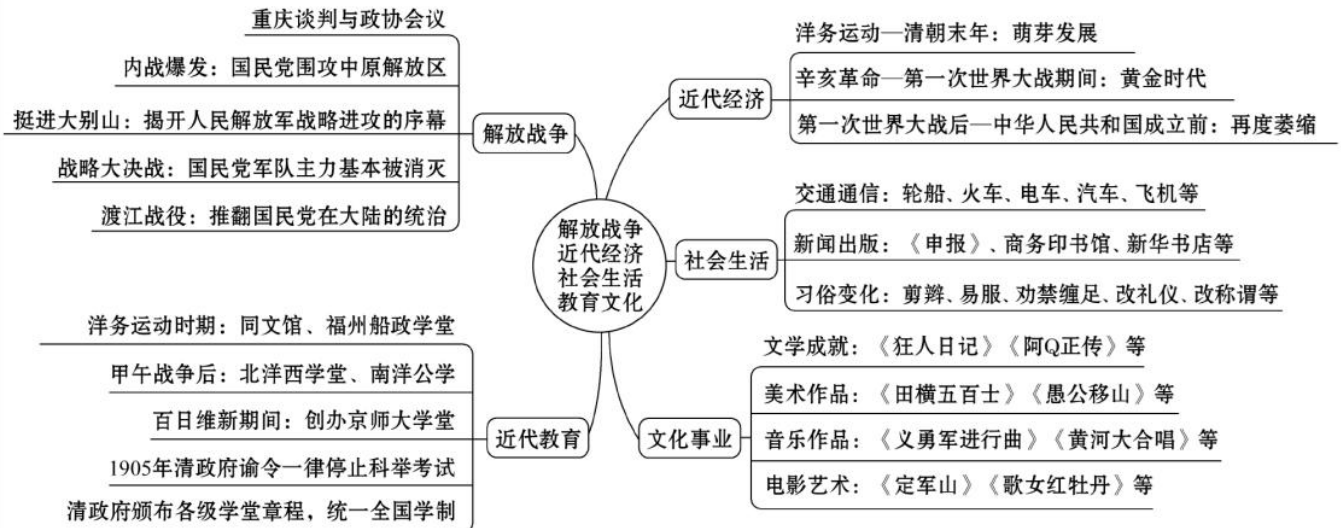 重庆谈判与政协会议
内战爆发：国民党围攻中原解放区
挺进大别山：揭开人民解放军战略进攻的序幕
战略大决战：国民党军队主力基本被消灭
渡江战役：推翻国民党在大陆的统治
解放战争
洋务运动—清朝末年：萌芽发展
辛亥革命—第一次世界大战期间：黄金时代
第一次世界大战后—中华人民共和国成立前：再度萎缩
近代经济
解放战争
近代经济
社会生活
教育文化
交通通信：轮船、火车、电车、汽车、飞机等
新闻出版：《申报》、商务印书馆、新华书店等
习俗变化：剪辫、易服、劝禁缠足、改礼仪、改称谓等
社会生活
洋务运动时期：同文馆、福州船政学堂
甲午战争后：北洋西学堂、南洋公学
百日维新期间：创办京师大学堂
1905年清政府谕令一律停止科举考试
清政府颁布各级学堂章程，统一全国学制
近代教育
文学成就：《狂人日记》《阿Q正传》等
美术作品：《田横五百士》《愚公移山》等
音乐作品：《义勇军进行曲》《黄河大合唱》等
电影艺术：《定军山》《歌女红牡丹》等
文化事业